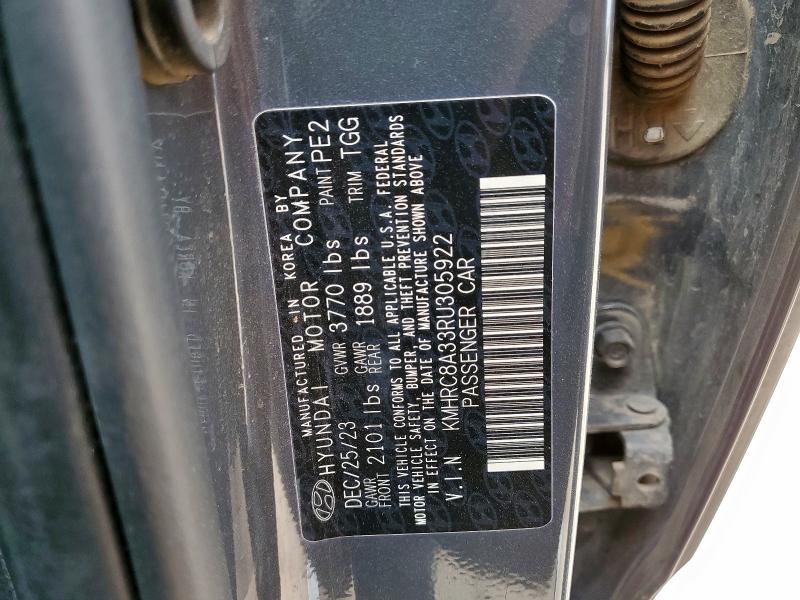 MANUFACTURED IN KOREA BY
HYUNDAI MOTOR COMPANY
DEC/25/23 GVWR 3770 lbs PAINT PE2
GAWR FRONT 2101 lbs GAWR REAR 1889 lbs TRIM TGG
THIS VEHICLE CONFORMS TO ALL APPLICABLE U.S.A. FEDERAL
MOTOR VEHICLE SAFETY, BUMPER, AND THEFT PREVENTION STANDARDS
IN EFFECT ON THE DATE OF MANUFACTURE SHOWN ABOVE
V.I.N KMHRC8A33RU305922
PASSENGER CAR